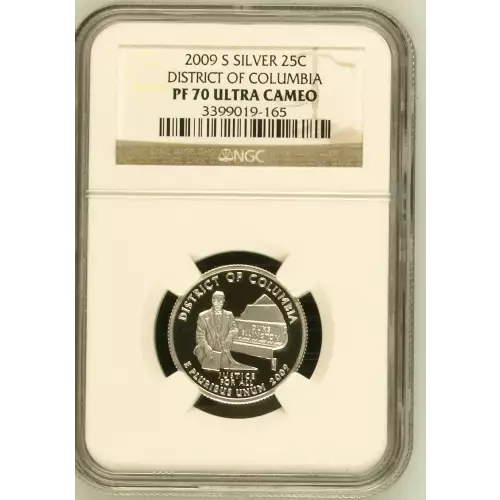 2009 S SILVER 25C
DISTRICT OF COLUMBIA
PF 70 ULTRA CAMEO
3399019-165
NGC
DISTRICT OF COLUMBIA
DUKE
ELLINGTON
JUSTICE
FOR ALL
E PLURIBUS UNUM 2009